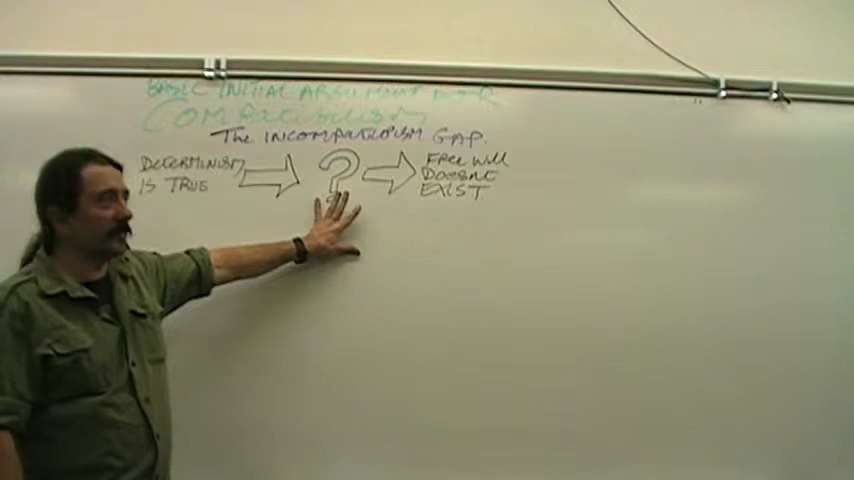 BASIC INITIAL ARGUMENT FOR
COMPATIBILISM
THE INCOMPATIBILISM GAP.
DETERMINISM
IS TRUE
?
FREE WILL
DOESN'T
EXIST.